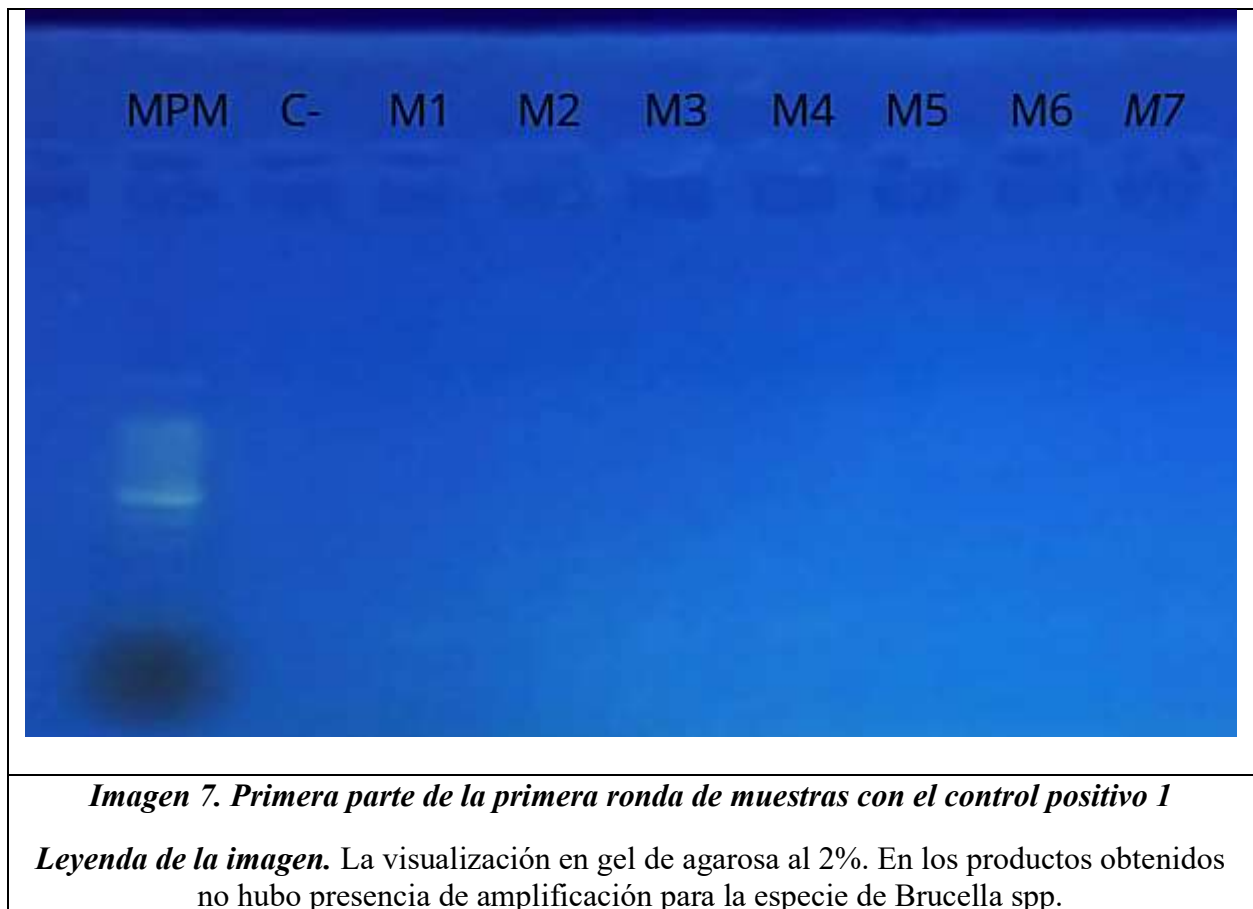 MPM C- M1 M2 M3 M4 M5 M6 M7
Imagen 7. Primera parte de la primera ronda de muestras con el control positivo 1
Leyenda de la imagen. La visualización en gel de agarosa al 2%. En los productos obtenidos
no hubo presencia de amplificación para la especie de Brucella spp.